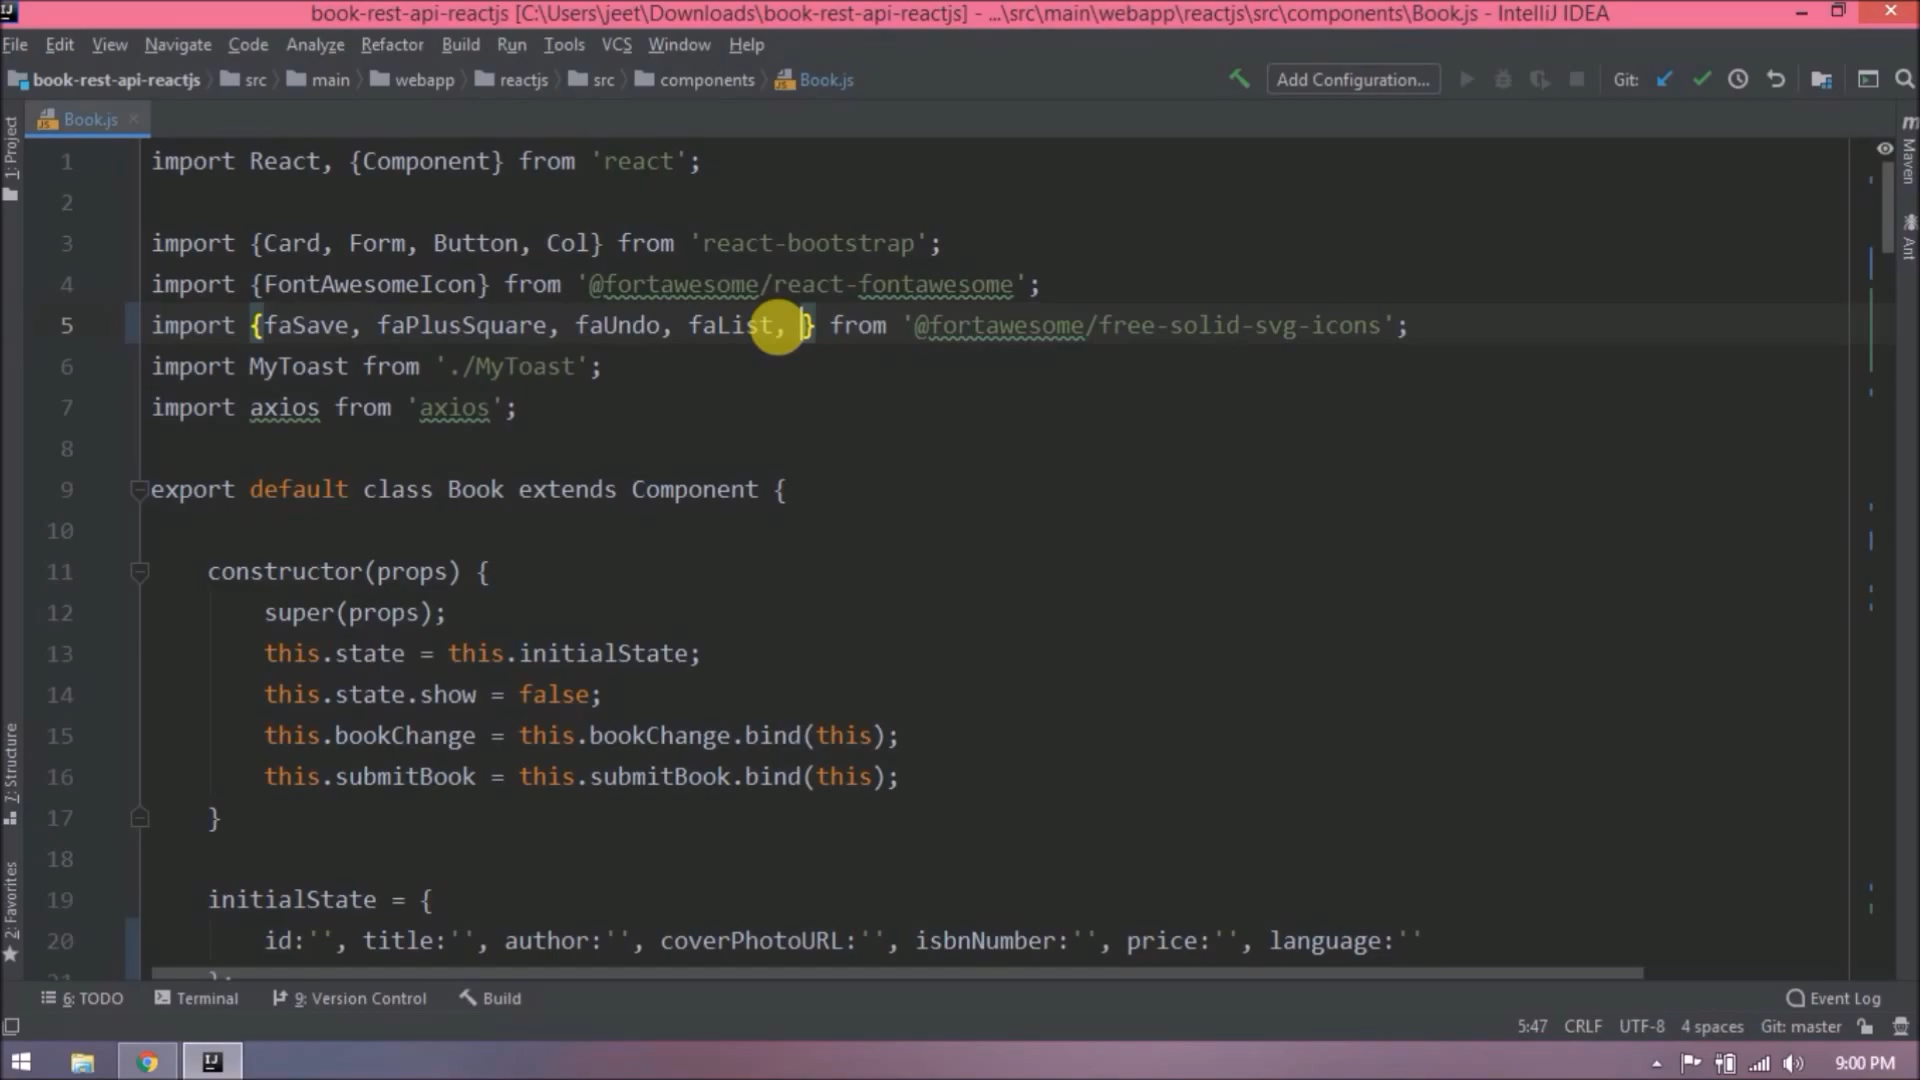 book-rest-api-reactjs [C:\Users\jeet\Downloads\book-rest-api-reactjs] - ...\src\main\webapp\reactjs\src\components\Book.js - IntelliJ IDEA
File Edit View Navigate Code Analyze Refactor Build Run Tools VCS Window Help
book-rest-api-reactjs src main webapp reactjs src components Book.js Add Configuration... Git:
Book.js
1: Project
Maven
Ant
7: Structure
2: Favorites
1 import React, {Component} from 'react';
2
3 import {Card, Form, Button, Col} from 'react-bootstrap';
4 import {FontAwesomeIcon} from '@fortawesome/react-fontawesome';
5 import {faSave, faPlusSquare, faUndo, faList, } from '@fortawesome/free-solid-svg-icons';
6 import MyToast from './MyToast';
7 import axios from 'axios';
8
9 export default class Book extends Component {
10
11 constructor(props) {
12 super(props);
13 this.state = this.initialState;
14 this.state.show = false;
15 this.bookChange = this.bookChange.bind(this);
16 this.submitBook = this.submitBook.bind(this);
17 }
18
19 initialState = {
20 id:'', title:'', author:'', coverPhotoURL:'', isbnNumber:'', price:'', language:''
21 };
6: TODO Terminal 9: Version Control Build Event Log
5:47 CRLF UTF-8 4 spaces Git: master
9:00 PM